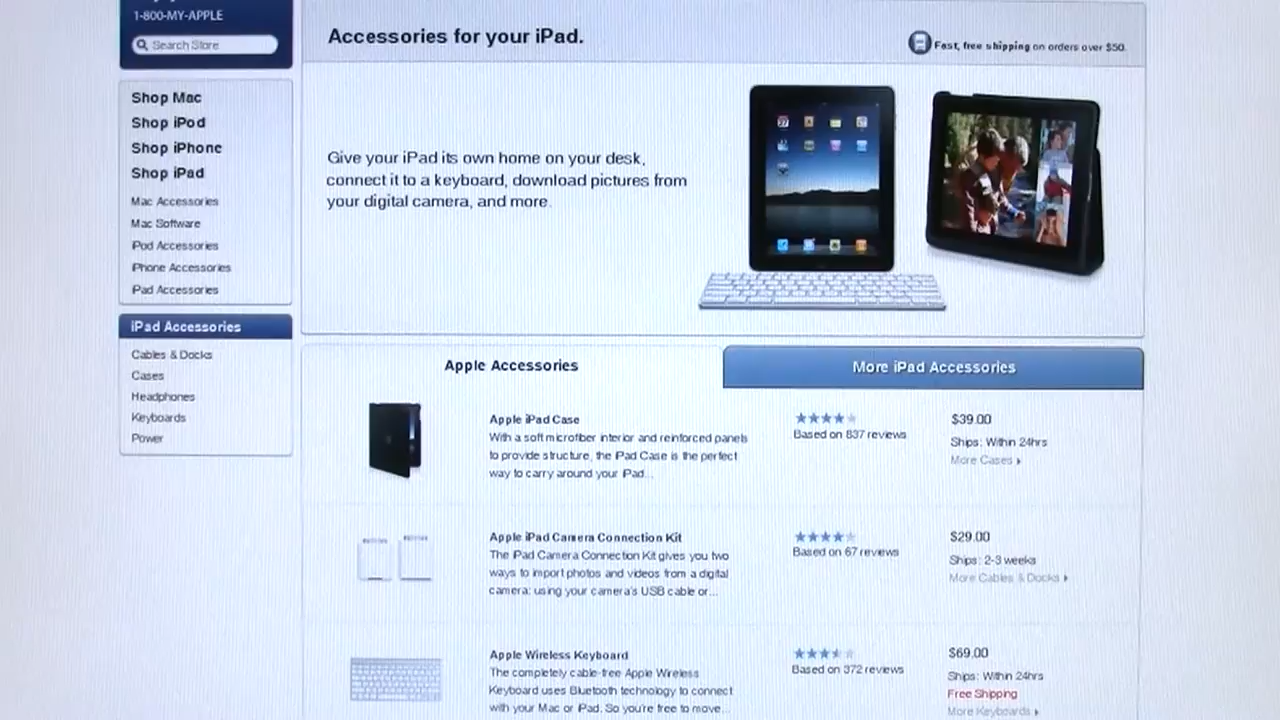 1-800-MY-APPLE
Search Store
Shop Mac
Shop iPod
Shop iPhone
Shop iPad
Mac Accessories
Mac Software
iPod Accessories
iPhone Accessories
iPad Accessories
iPad Accessories
Cables & Docks
Cases
Headphones
Keyboards
Power
Accessories for your iPad.
Fast, free shipping on orders over $50.
Give your iPad its own home on your desk,
connect it to a keyboard, download pictures from
your digital camera, and more.
Apple Accessories
More iPad Accessories
Apple iPad Case
With a soft microfiber interior and reinforced panels
to provide structure, the iPad Case is the perfect
way to carry around your iPad...
Based on 837 reviews
$39.00
Ships: Within 24hrs
More Cases
Apple iPad Camera Connection Kit
The iPad Camera Connection Kit gives you two
ways to import photos and videos from a digital
camera: using your camera's USB cable or...
Based on 67 reviews
$29.00
Ships: 2-3 weeks
More Cables & Docks
Apple Wireless Keyboard
The completely cable-free Apple Wireless
Keyboard uses Bluetooth technology to connect
with your Mac or iPad. So you're free to move...
Based on 372 reviews
$69.00
Ships: Within 24hrs
Free Shipping
More Keyboards